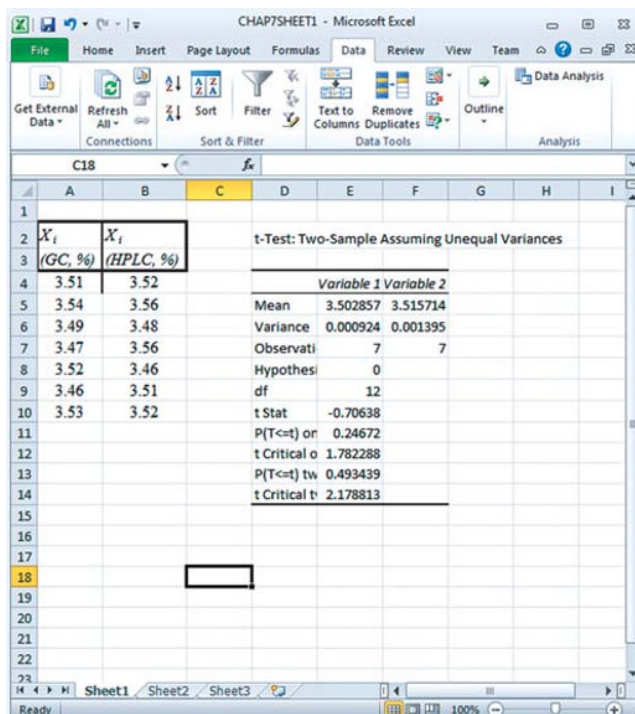 CHAP7SHEET1 - Microsoft Excel
File Home Insert Page Layout Formulas Data Review View Team
Get External Data
Refresh All
Sort
Filter
Text to Columns
Remove Duplicates
Outline
Data Analysis
Connections Sort & Filter Data Tools Analysis
C18 fx
A B C D E F G H I
1
2 Xi Xi t-Test: Two-Sample Assuming Unequal Variances
3 (GC, %) (HPLC, %)
4 3.51 3.52 Variable 1 Variable 2
5 3.54 3.56 Mean 3.502857 3.515714
6 3.49 3.48 Variance 0.000924 0.001395
7 3.47 3.56 Observati 7 7
8 3.52 3.46 Hypothesi 0
9 3.46 3.51 df 12
10 3.53 3.52 t Stat -0.70638
11 P(T<=t) on 0.24672
12 t Critical o 1.782288
13 P(T<=t) tw 0.493439
14 t Critical t 2.178813
15
16
17
18
19
20
21
22
23
Sheet1 Sheet2 Sheet3
Ready 100%